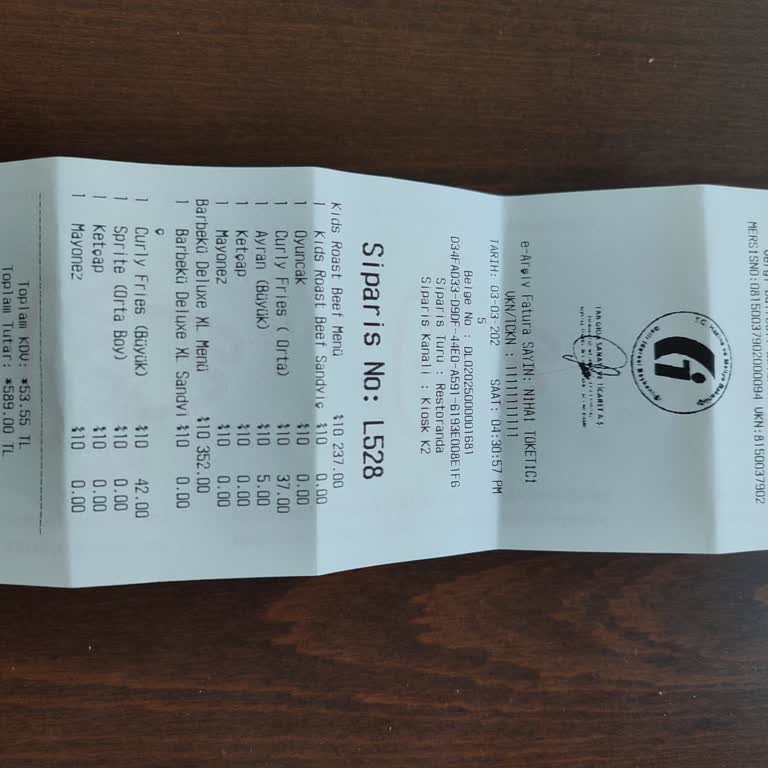 MERSISNO:0815003790200094 VKN:8150037902
e-Arşiv Fatura SAYIN: NİHAİ TÜKETİCİ
VKN/TCKN : 11111111111
TARİH: 03-03-202 SAAT: 04:30:57 PM
5
Belge No : DL02025000001681
D34FAD33-D9DF-44E0-A591-6193E008E1F6
Sipariş Türü : Restoranda
Sipariş Kanalı : Kiosk K2
Sipariş No: L528
Kids Roast Beef Menü %10 237.00
1 Kids Roast Beef Sandviç %10 0.00
1 Oyuncak %10 0.00
1 Curly Fries ( Orta) %10 37.00
1 Ayran (Büyük) %10 5.00
1 Ketçap %10 0.00
1 Mayonez %10 0.00
Barbekü Deluxe XL Menü %10 352.00
1 Barbekü Deluxe XL Sandvi %10 0.00
ç
1 Curly Fries (Büyük) %10 42.00
1 Sprite (Orta Boy) %10 0.00
1 Ketçap %10 0.00
1 Mayonez %10 0.00
Toplam KDV: *53.55 TL
Toplam Tutar: *589.00 TL